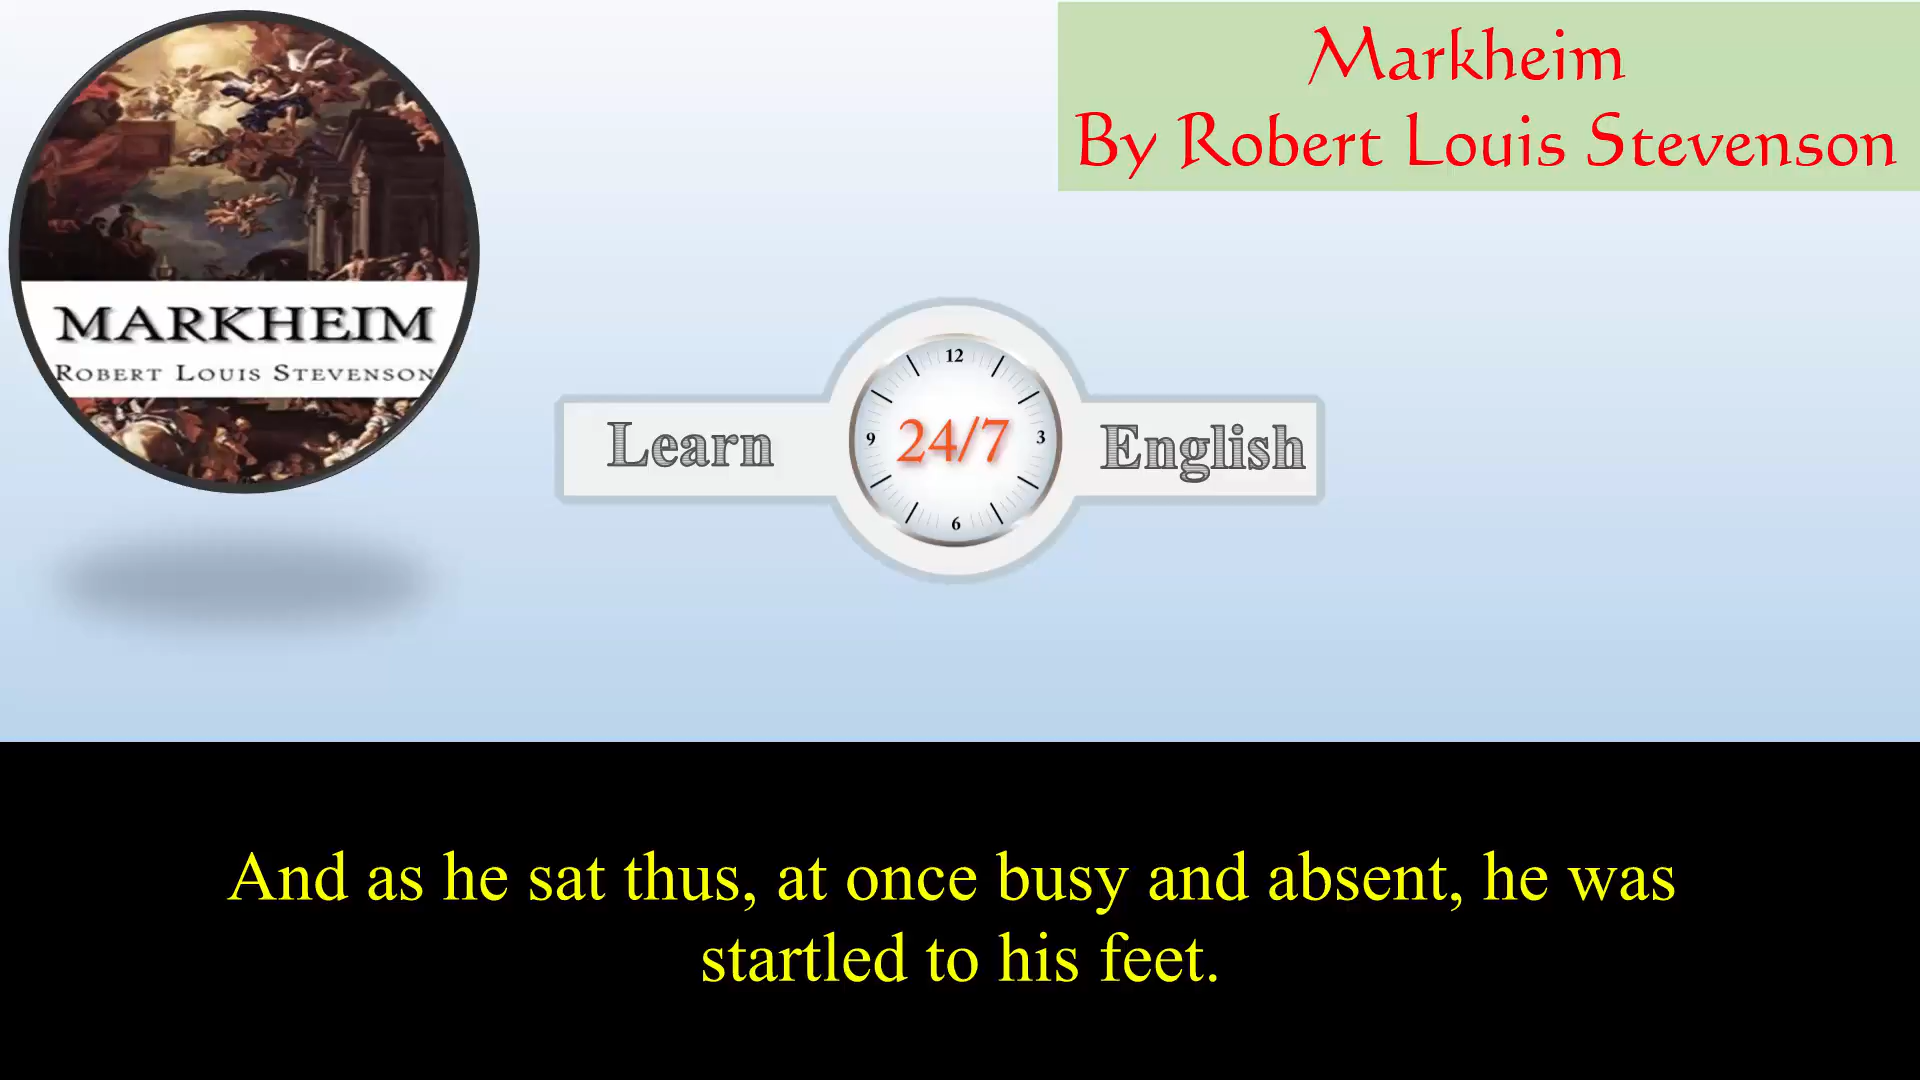 Markheim
By Robert Louis Stevenson
MARKHEIM
ROBERT LOUIS STEVENSON
Learn
12
9
24/7
3
6
English
And as he sat thus, at once busy and absent, he was
startled to his feet.